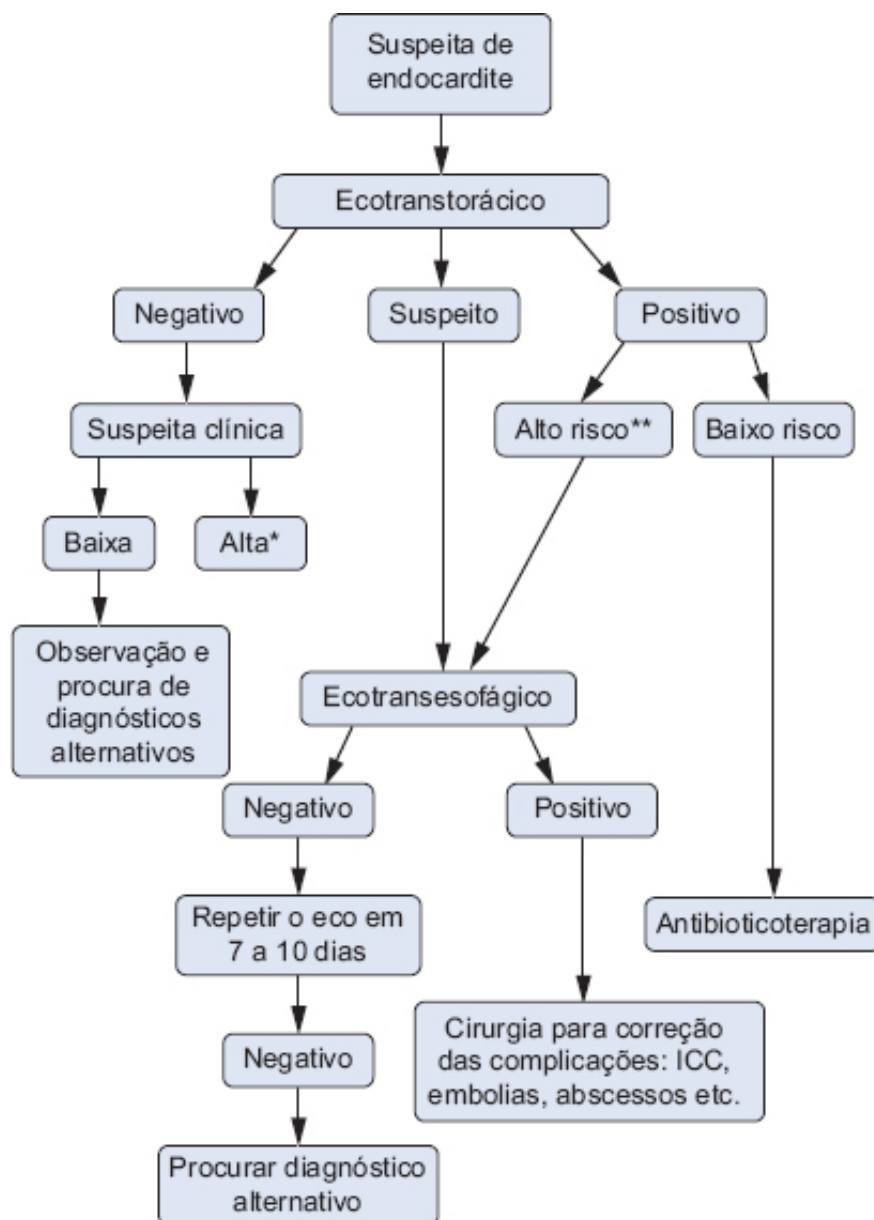 Suspeita de
endocardite
Ecotranstorácico
Negativo
Suspeito
Positivo
Suspeita clínica
Alto risco**
Baixo risco
Baixa
Alta*
Observação e
procura de
diagnósticos
alternativos
Ecotransesofágico
Negativo
Positivo
Repetir o eco em
7 a 10 dias
Antibioticoterapia
Negativo
Cirurgia para correção
das complicações: ICC,
embolias, abscessos etc.
Procurar diagnóstico
alternativo